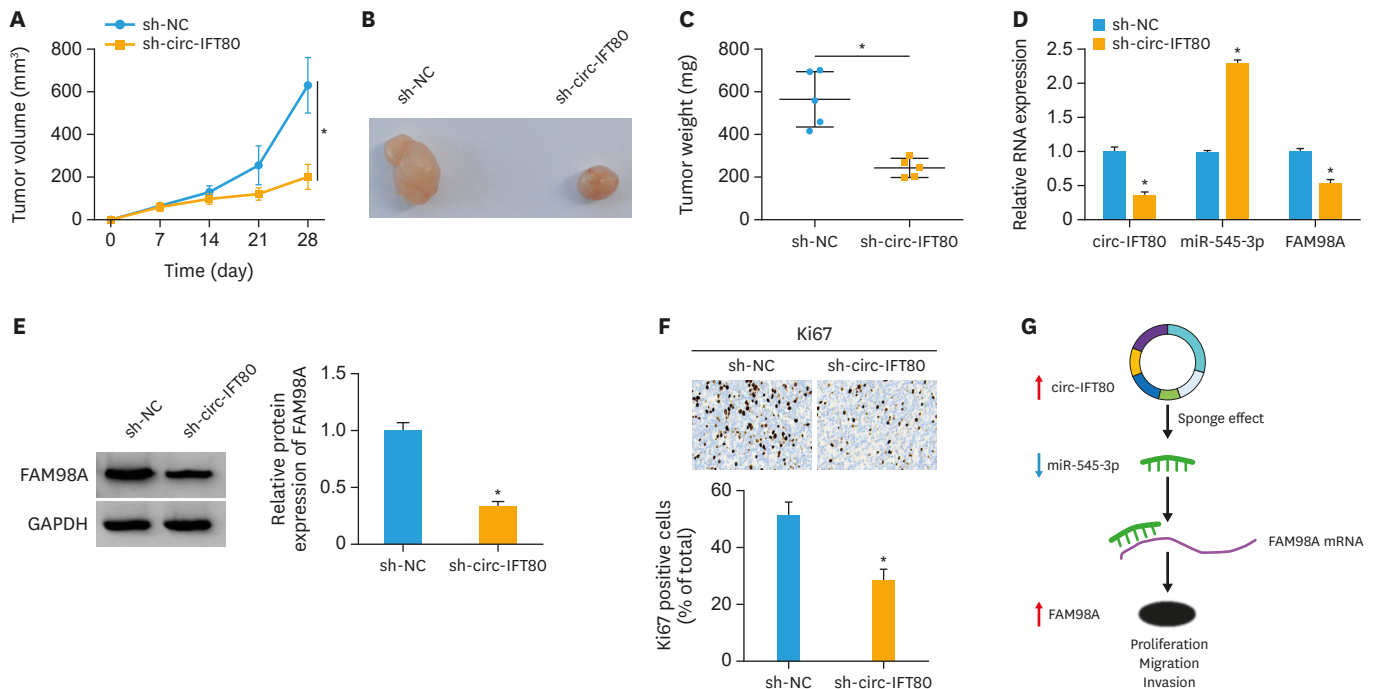 A
sh-NC
sh-circ-IFT80
Tumor volume (mm³)
800
600
400
200
0
*
0 7 14 21 28
Time (day)
B
sh-NC
sh-circ-IFT80
C
Tumor weight (mg)
800
600
400
200
0
*
sh-NC sh-circ-IFT80
D
sh-NC
sh-circ-IFT80
Relative RNA expression
2.5
2.0
1.5
1.0
0.5
0
*
*
*
circ-IFT80 miR-545-3p FAM98A
E
sh-NC
sh-circ-IFT80
FAM98A
GAPDH
Relative protein
expression of FAM98A
1.5
1.0
0.5
0
*
sh-NC sh-circ-IFT80
F
Ki67
sh-NC sh-circ-IFT80
Ki67 positive cells
(% of total)
60
40
20
0
*
sh-NC sh-circ-IFT80
G
circ-IFT80
Sponge effect
miR-545-3p
FAM98A mRNA
FAM98A
Proliferation
Migration
Invasion